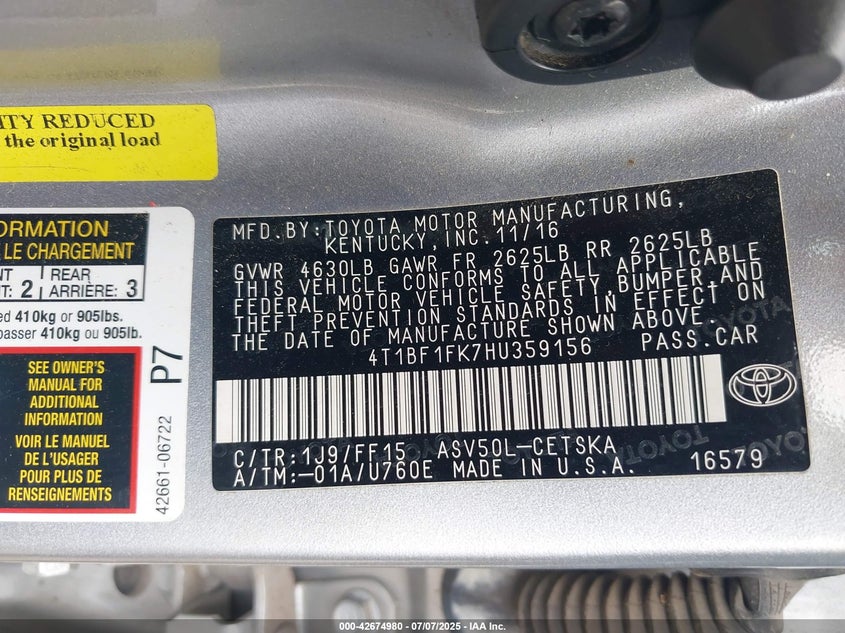 ITY REDUCED
the original load
ORMATION
LE CHARGEMENT
NT
T: 2
REAR
ARRIÈRE: 3
ed 410kg or 905lbs.
passer 410kg ou 905lb.
SEE OWNER'S
MANUAL FOR
ADDITIONAL
INFORMATION
VOIR LE MANUEL
DE L'USAGER
POUR PLUS DE
RENSEIGNEMENTS
P7
42661-06722
MFD.BY:TOYOTA MOTOR MANUFACTURING,
KENTUCKY,INC.11/16
GVWR 4630LB GAWR FR 2625LB RR 2625LB
THIS VEHICLE CONFORMS TO ALL APPLICABLE
FEDERAL MOTOR VEHICLE SAFETY,BUMPER,AND
THEFT PREVENTION STANDARDS IN EFFECT ON
THE DATE OF MANUFACTURE SHOWN ABOVE.
4T1BF1FK7HU359156 PASS.CAR
C/TR:1J9/FF15 ASV50L-CETSKA
A/TM:-01A/U760E MADE IN U.S.A. 16579
TOYOTA
TOYOTA
TOYOTA
TOYOTA
000-42674980 - 07/07/2025 - IAA Inc.